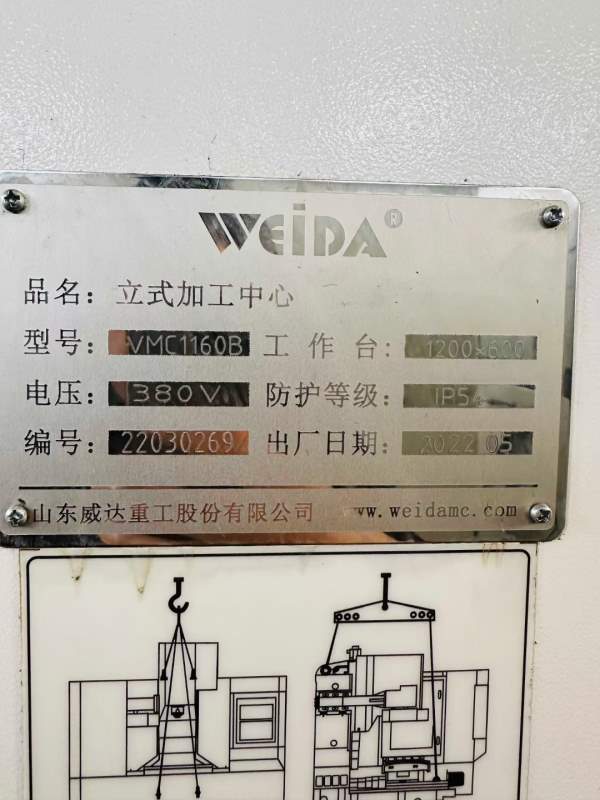 WEiDA®
品名：立式加工中心
型号：VMC1160B 工作台：1200×600
电压：380V 防护等级：IP54
编号：22030269 出厂日期：2022.05
山东威达重工股份有限公司 www.weidamc.com